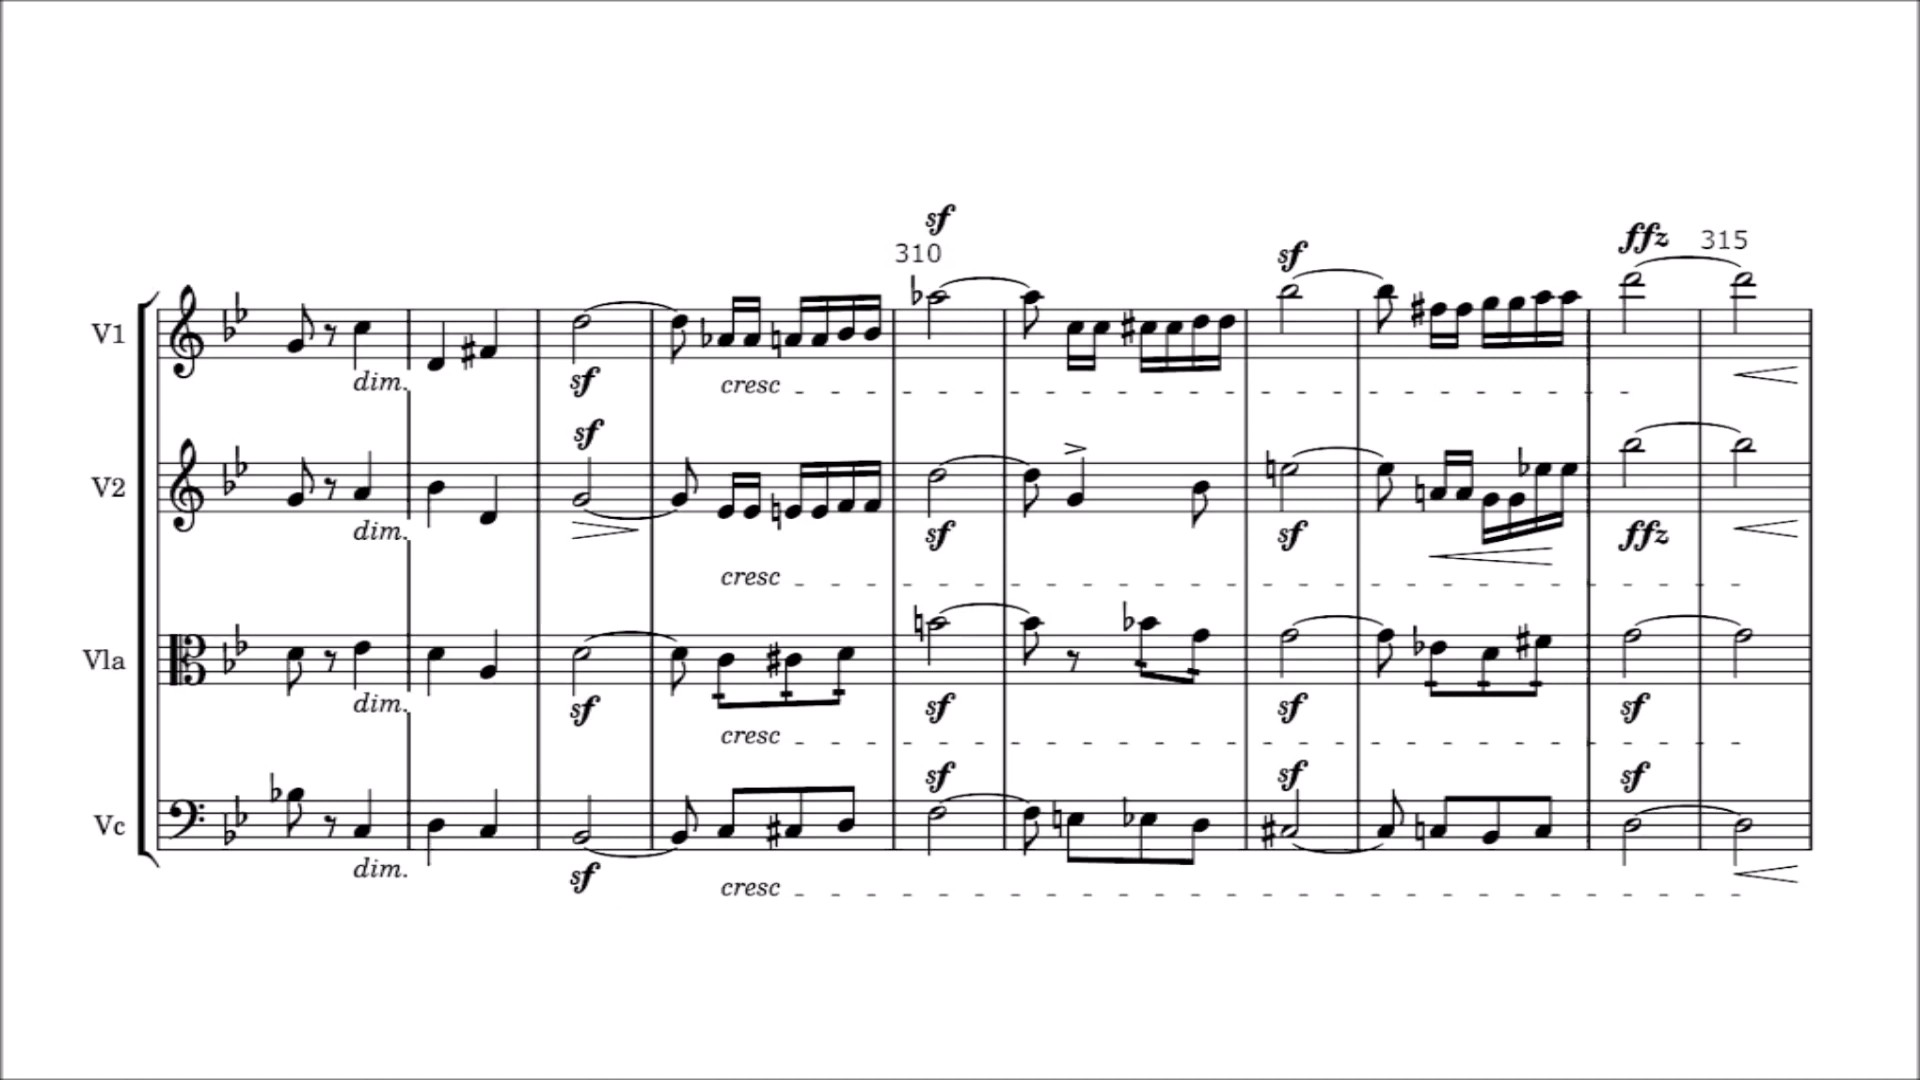 sf
310 sf ffz 315
V1
dim. sf cresc
sf
V2
dim. sf sf ffz
cresc
Vla
dim. sf sf sf sf
cresc
sf sf sf
Vc
dim. sf
cresc